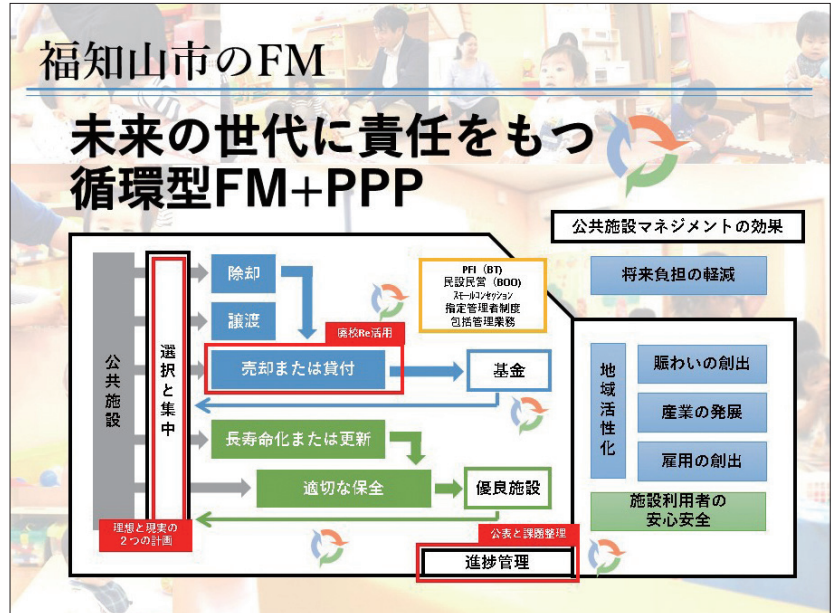 福知山市のFM
未来の世代に責任をもつ
循環型FM+PPP
公共施設マネジメントの効果
将来負担の軽減
公共施設
選択と集中
理想と現実の
2つの計画
除却
譲渡
廃校Re活用
売却または貸付
基金
PFI（BT）
民設民営（BOO）
スモールコンセッション
指定管理者制度
包括管理業務
長寿命化または更新
適切な保全
優良施設
公表と課題整理
進捗管理
地域活性化
賑わいの創出
産業の発展
雇用の創出
施設利用者の
安心安全